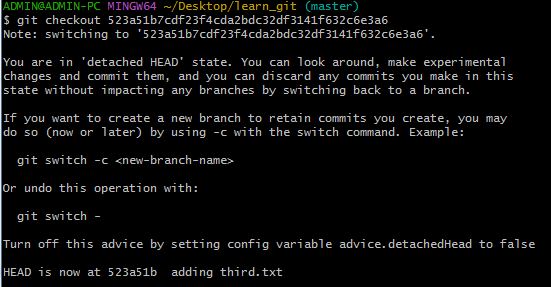 ADMIN@ADMIN-PC MINGW64 ~/Desktop/learn_git (master)
$ git checkout 523a51b7cdf23f4cda2bdc32df3141f632c6e3a6
Note: switching to '523a51b7cdf23f4cda2bdc32df3141f632c6e3a6'.

You are in 'detached HEAD' state. You can look around, make experimental
changes and commit them, and you can discard any commits you make in this
state without impacting any branches by switching back to a branch.

If you want to create a new branch to retain commits you create, you may
do so (now or later) by using -c with the switch command. Example:

  git switch -c <new-branch-name>

Or undo this operation with:

  git switch -

Turn off this advice by setting config variable advice.detachedHead to false

HEAD is now at 523a51b  adding third.txt